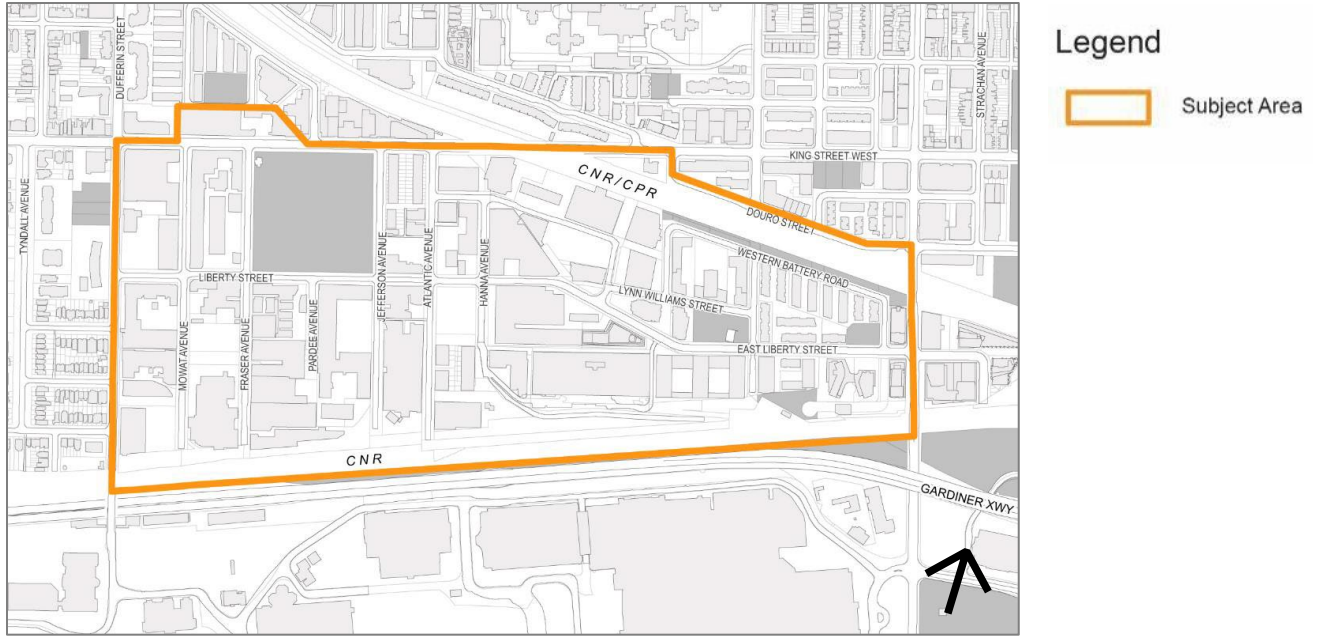 DUFFERIN STREET
STRACHAN AVENUE
KING STREET WEST
CNR/CPR
TYNDALL AVENUE
DOURO STREET
WESTERN BATTERY ROAD
LIBERTY STREET
JEFFERSON AVENUE
ATLANTIC AVENUE
HANNA AVENUE
LYNN WILLIAMS STREET
MOWAT AVENUE
FRASER AVENUE
PARDEE AVENUE
EAST LIBERTY STREET
CNR
GARDINER XWY
Legend
Subject Area